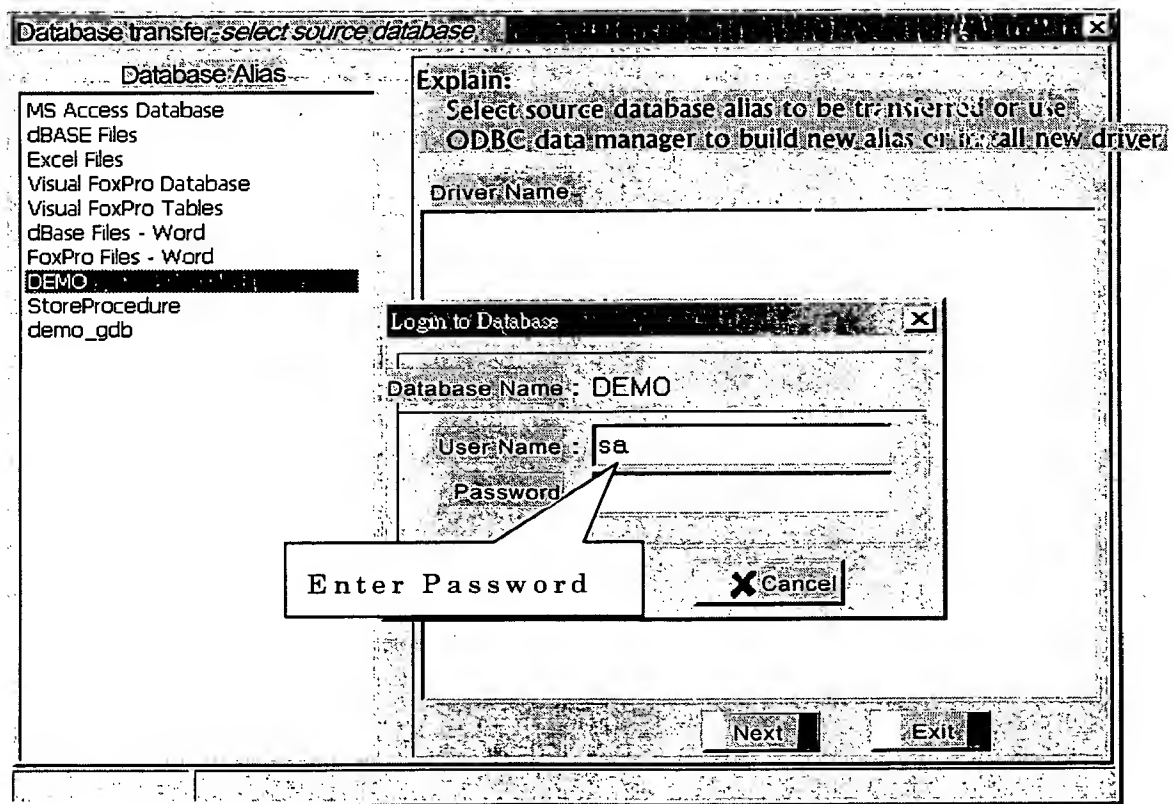 Database transfer-select source database
Database Alias
MS Access Database
dBASE Files
Excel Files
Visual FoxPro Database
Visual FoxPro Tables
dBase Files - Word
FoxPro Files - Word
DEMO
StoreProcedure
demo_gdb
Explain:
Select source database alias to be transferred or use
ODBC data manager to build new alias or install new driver.
Driver Name
Login to Database
Database Name : DEMO
User Name : sa
Password
Enter Password
Cancel
Next
Exit